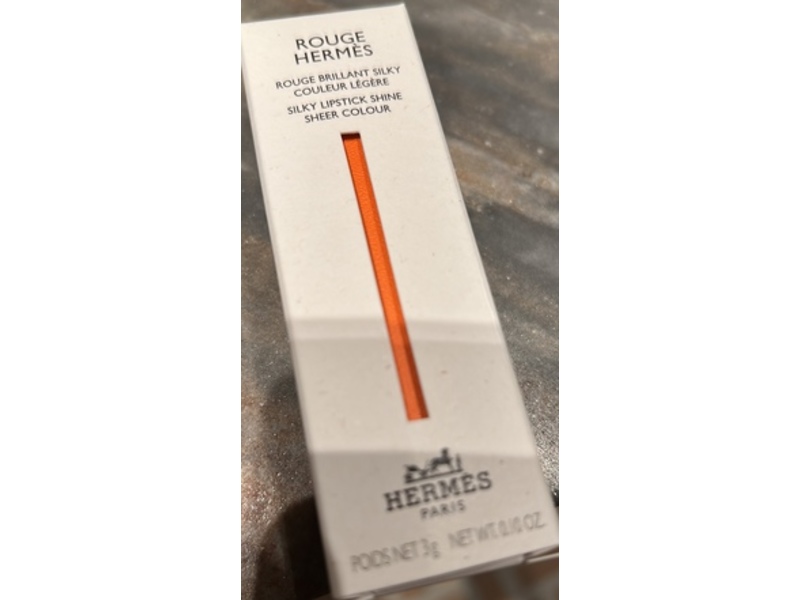 ROUGE
HERMÈS
ROUGE BRILLANT SILKY
COULEUR LÉGÈRE
SILKY LIPSTICK SHINE
SHEER COLOUR
HERMÈS
PARIS
POIDS NET 3g NET WT. 0.10 OZ.